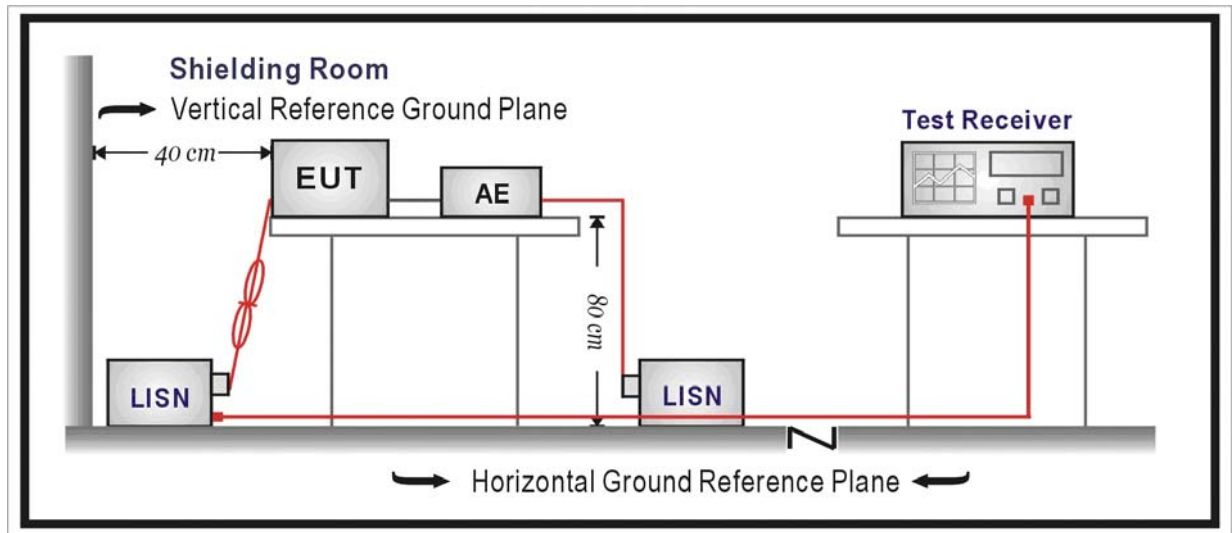 Shielding Room
Vertical Reference Ground Plane
40 cm
EUT
AE
Test Receiver
80 cm
LISN
LISN
Horizontal Ground Reference Plane